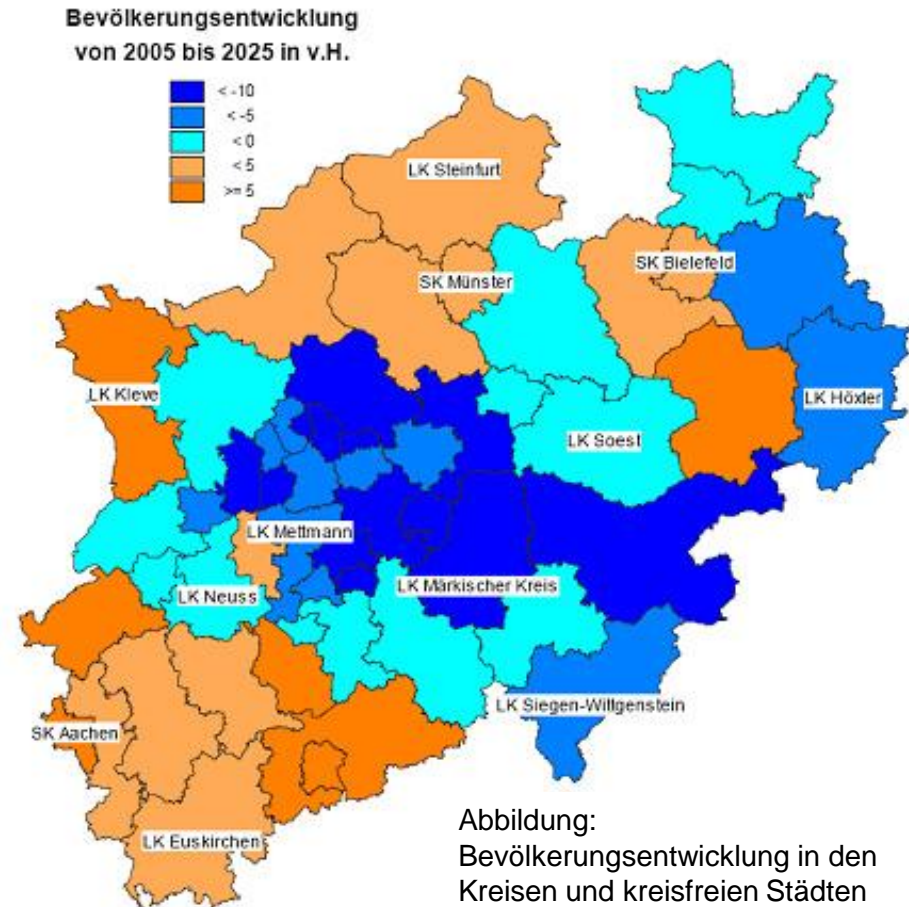 Bevölkerungsentwicklung
von 2005 bis 2025 in v.H.
< -10
< -5
< 0
< 5
>= 5
LK Steinfurt
SK Münster
SK Bielefeld
LK Kleve
LK Höxter
LK Soest
LK Mettmann
LK Märkischer Kreis
LK Neuss
LK Siegen-Wittgenstein
SK Aachen
LK Euskirchen
Abbildung:
Bevölkerungsentwicklung in den
Kreisen und kreisfreien Städten